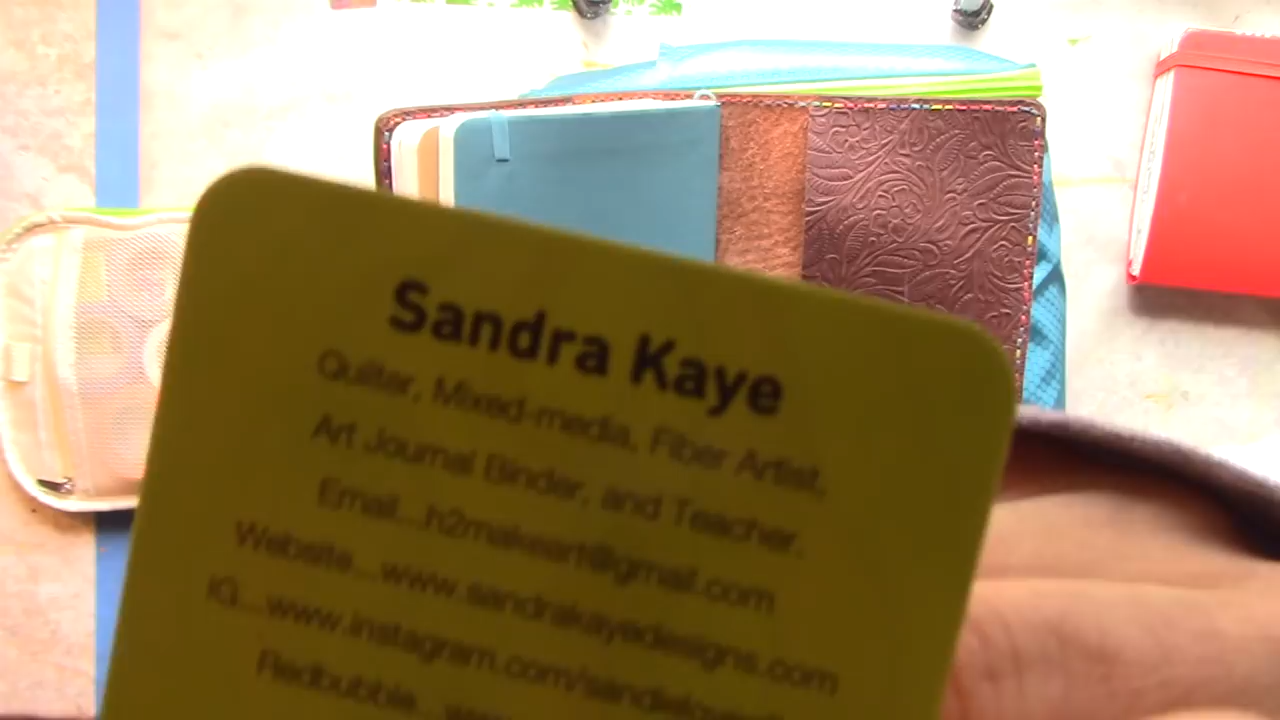 Sandra Kaye
Quilter, Mixed-media, Fiber Artist,
Art Journal Binder, and Teacher.
Email...h2makeart@gmail.com
Website...www.sandrakayedesigns.com
IG...www.instagram.com/
Redbubble...